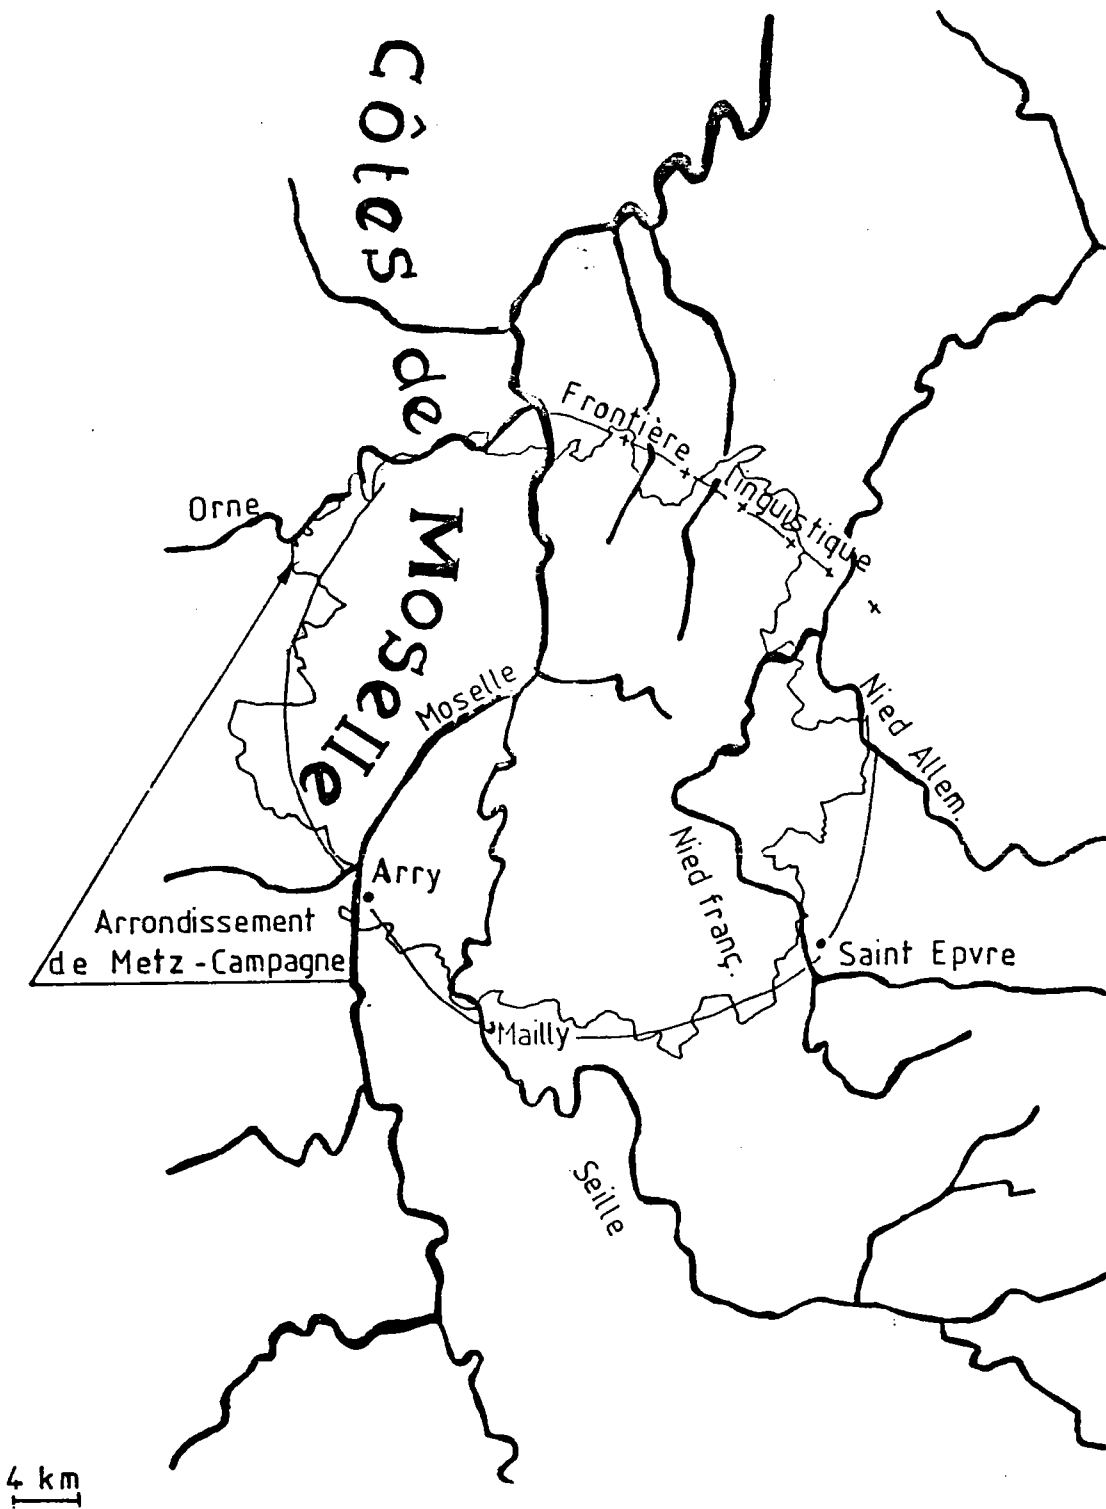 Côtes de Moselle
Frontière linguistique
Orne
Moselle
Nied Allem.
Nied franç.
Arry
Arrondissement
de Metz-Campagne
Saint Epvre
Mailly
Seille
4 km